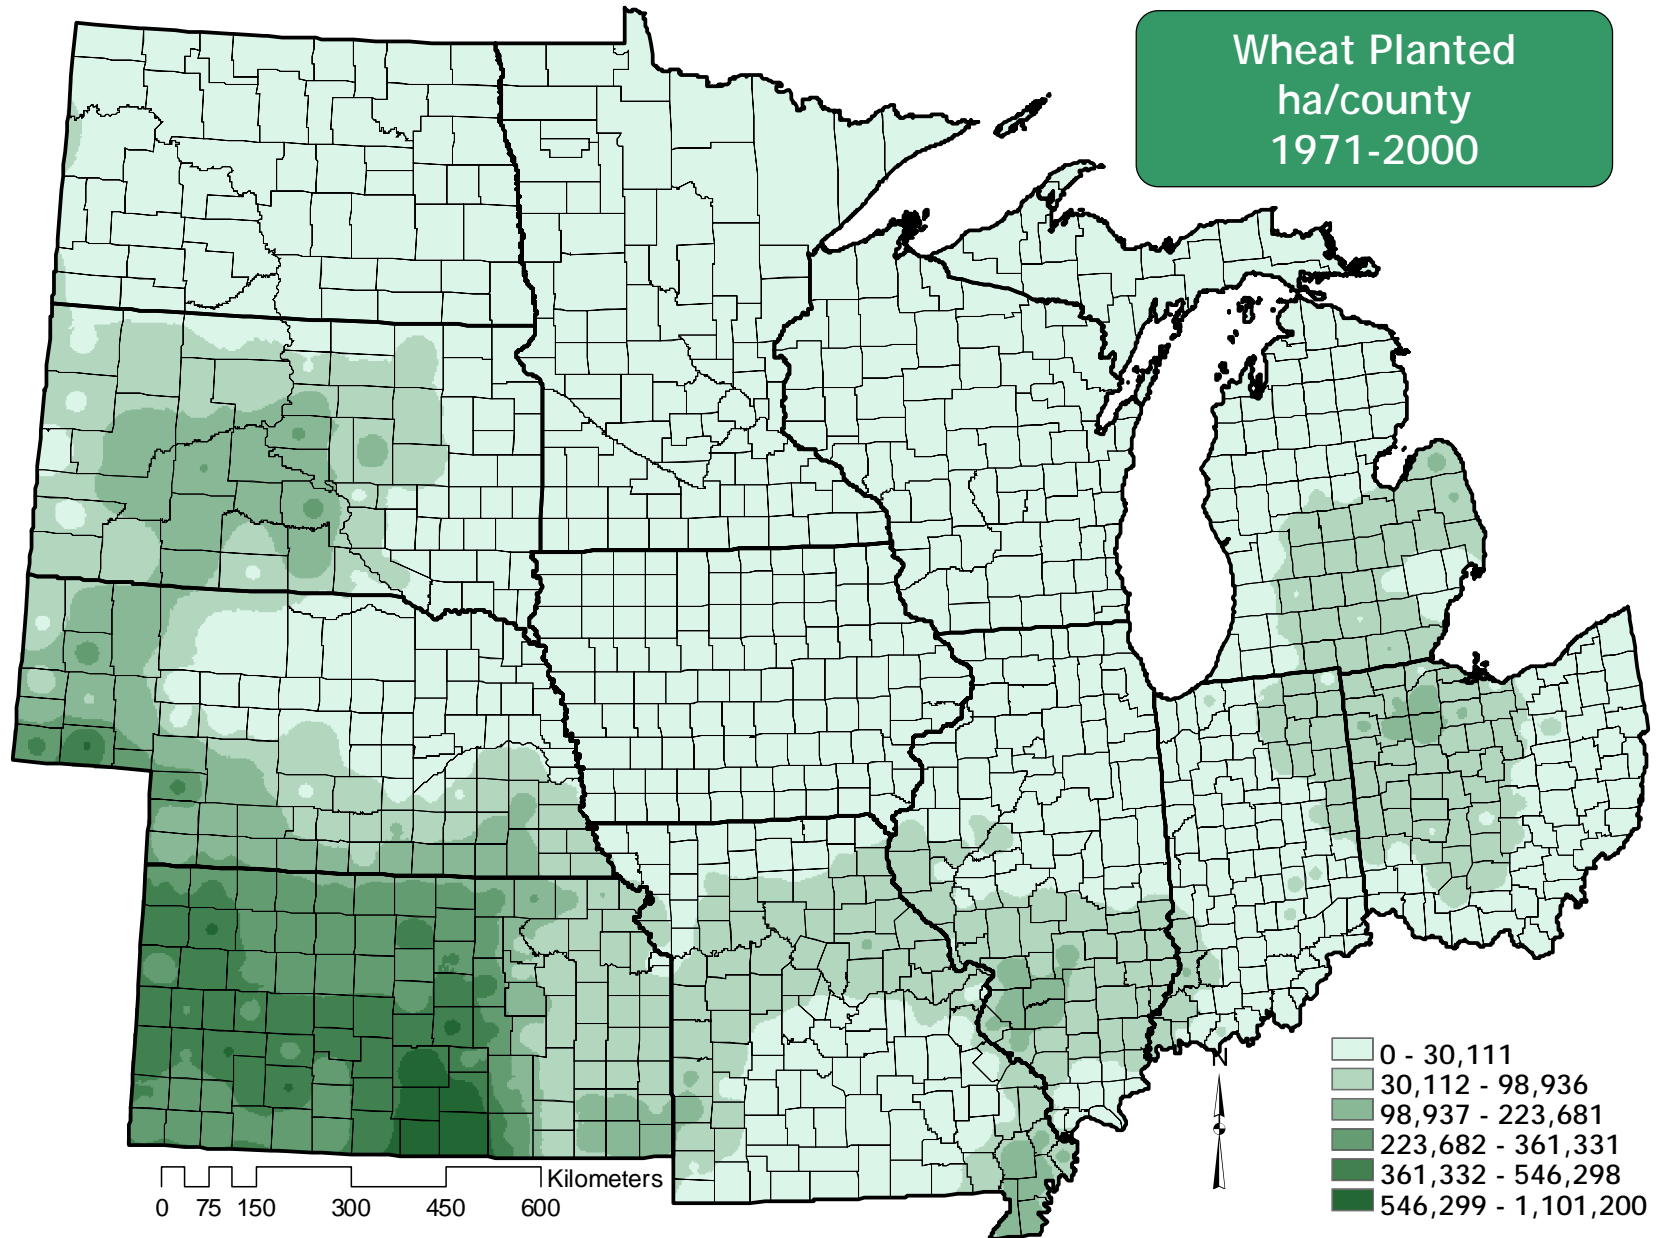 Wheat Planted
ha/county
1971-2000
N
0 - 30,111
30,112 - 98,936
98,937 - 223,681
223,682 - 361,331
361,332 - 546,298
546,299 - 1,101,200
Kilometers
0 75 150 300 450 600